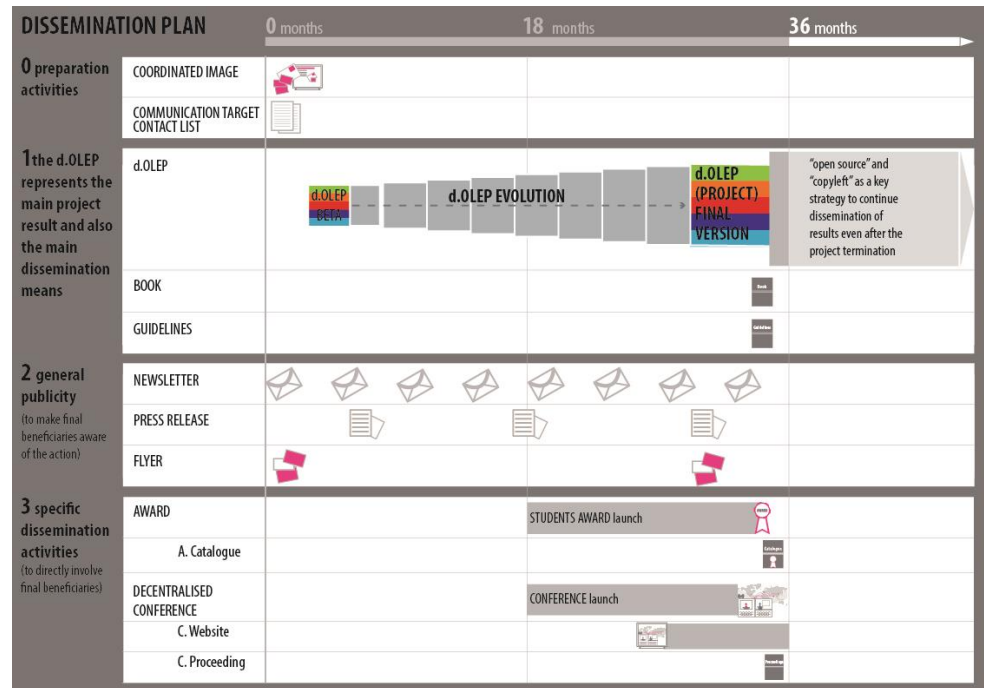 DISSEMINATION PLAN
0 months
18 months
36 months
0 preparation
activities
COORDINATED IMAGE
COMMUNICATION TARGET
CONTACT LIST
1 the d.OLEP
represents the
main project
result and also
the main
dissemination
means
d.OLEP
d.OLEP
BETA
d.OLEP EVOLUTION
d.OLEP
(PROJECT)
FINAL
VERSION
"open source" and
"copyleft" as a key
strategy to continue
dissemination of
results even after the
project termination
BOOK
Book
GUIDELINES
Guidelines
2 general
publicity
(to make final
beneficiaries aware
of the action)
NEWSLETTER
PRESS RELEASE
FLYER
3 specific
dissemination
activities
(to directly involve
final beneficiaries)
AWARD
STUDENTS AWARD launch
A. Catalogue
Catalogue
DECENTRALISED
CONFERENCE
CONFERENCE launch
C. Website
C. Proceeding